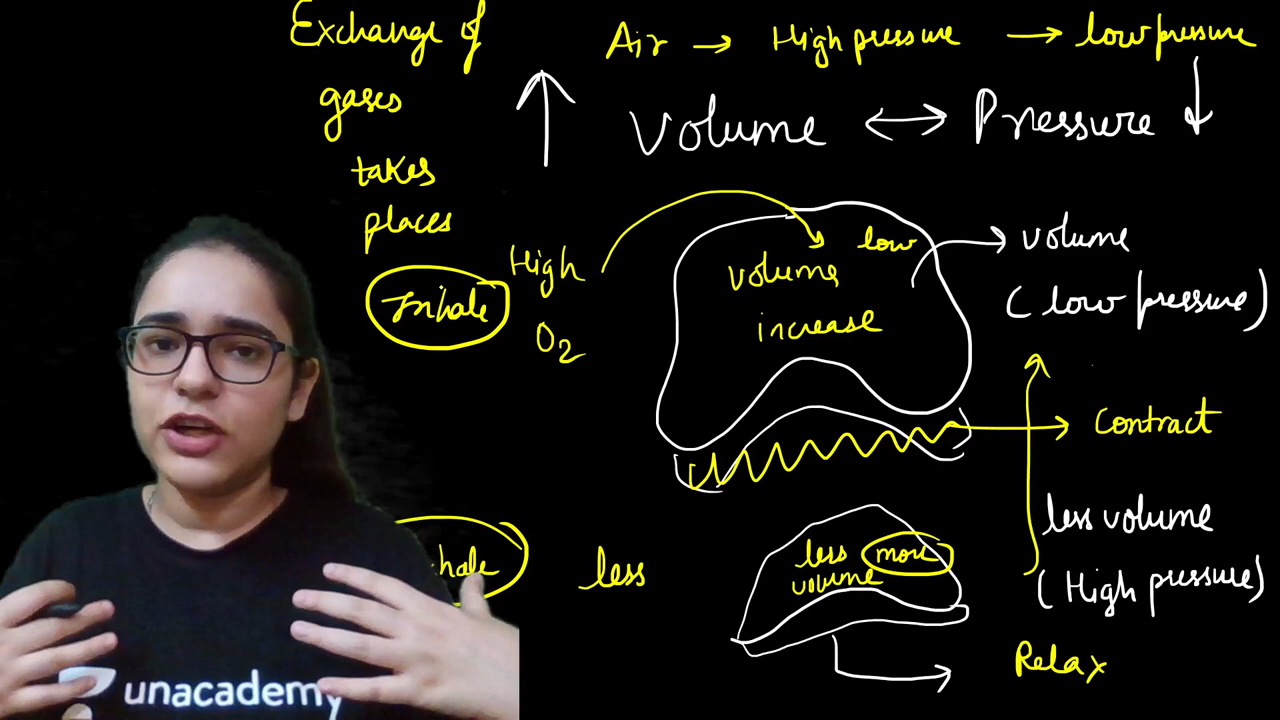 Exchange of
gases
takes
places
Air → High pressure → low pressure
↑ Volume ↔ Pressure ↓
Inhale
High
O2
low
volume
increase
volume
(low pressure)
Contract
hale
less
less more
volume
less volume
(High pressure)
Relax
unacademy